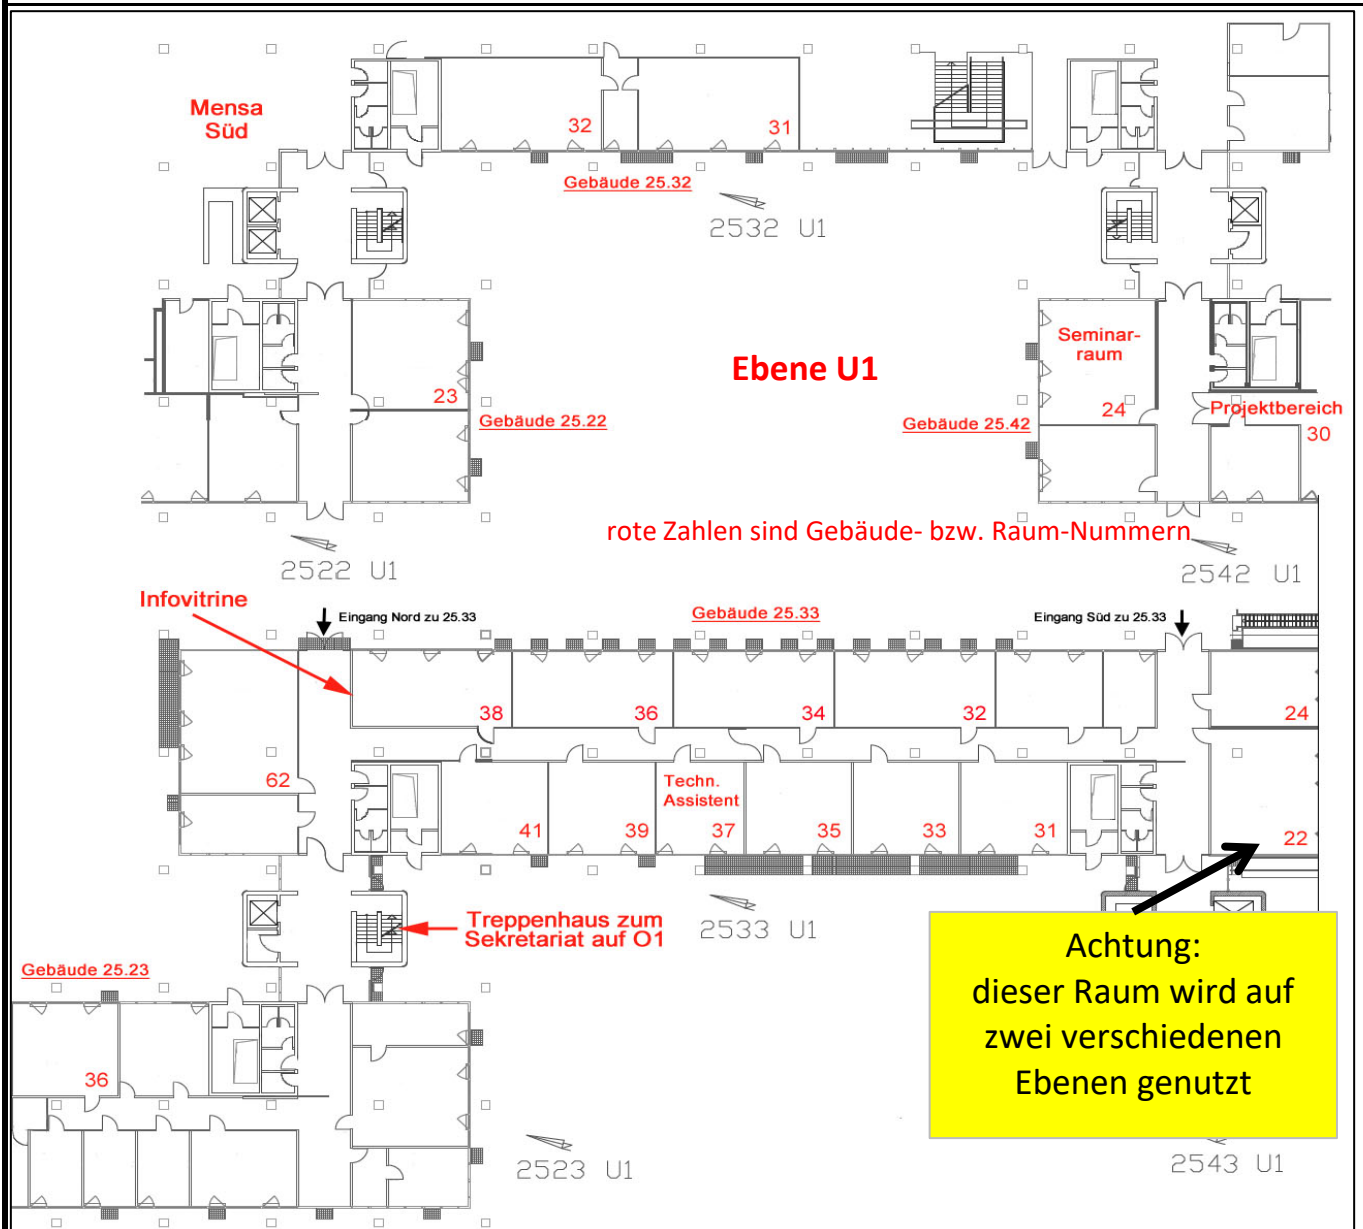 Mensa
Süd
32
31
Gebäude 25.32
2532 U1
23
Gebäude 25.22
Ebene U1
Seminar-
raum
24
Gebäude 25.42
Projektbereich
30
rote Zahlen sind Gebäude- bzw. Raum-Nummern
2522 U1
2542 U1
Infovitrine
Eingang Nord zu 25.33
Gebäude 25.33
Eingang Süd zu 25.33
38
36
34
32
24
62
Techn.
Assistent
41
39
37
35
33
31
22
Treppenhaus zum
Sekretariat auf O1
2533 U1
Gebäude 25.23
36
Achtung:
dieser Raum wird auf
zwei verschiedenen
Ebenen genutzt
2523 U1
2543 U1